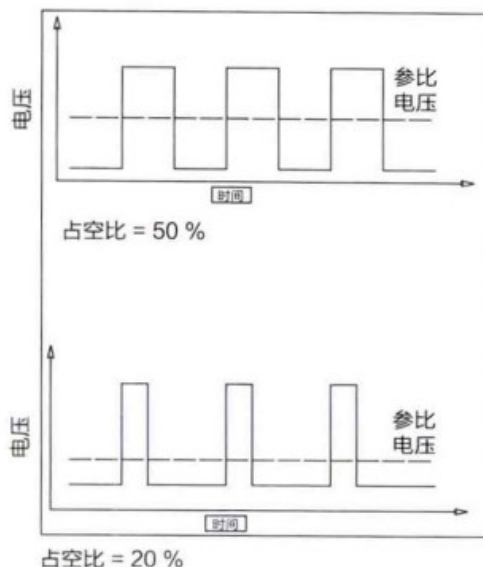 电压
参比
电压
时间
占空比 = 50 %
电压
参比
电压
时间
占空比 = 20 %